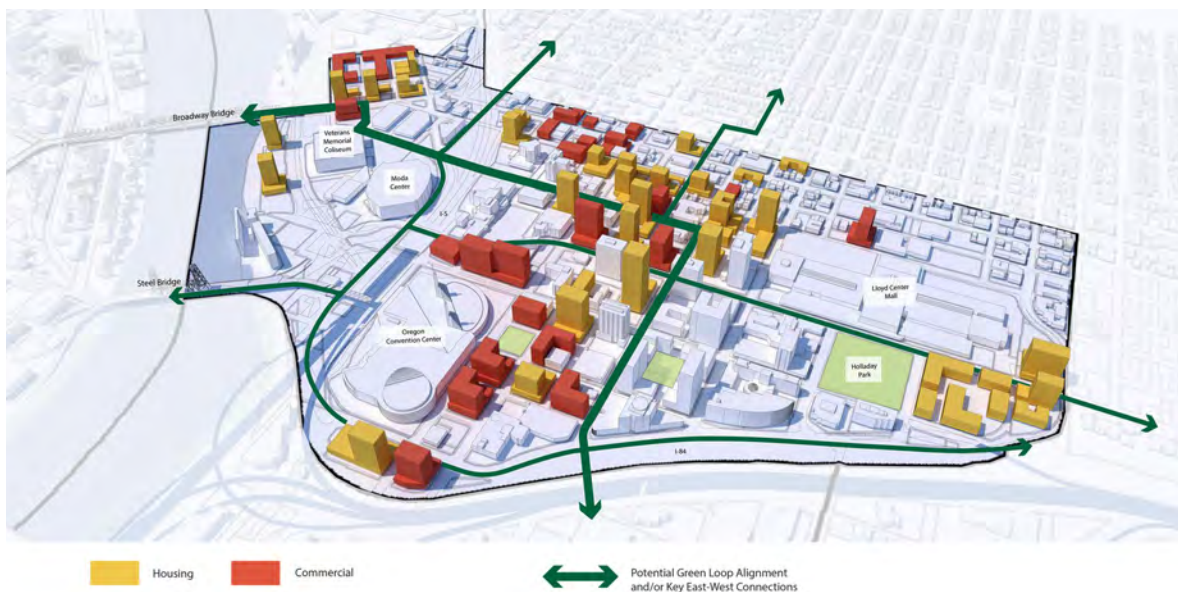 Broadway Bridge
Veterans
Memorial
Coliseum
Moda
Center
I-5
Steel Bridge
Lloyd Center
Mall
Oregon
Convention Center
Holladay
Park
I-84
Housing
Commercial
Potential Green Loop Alignment
and/or Key East-West Connections